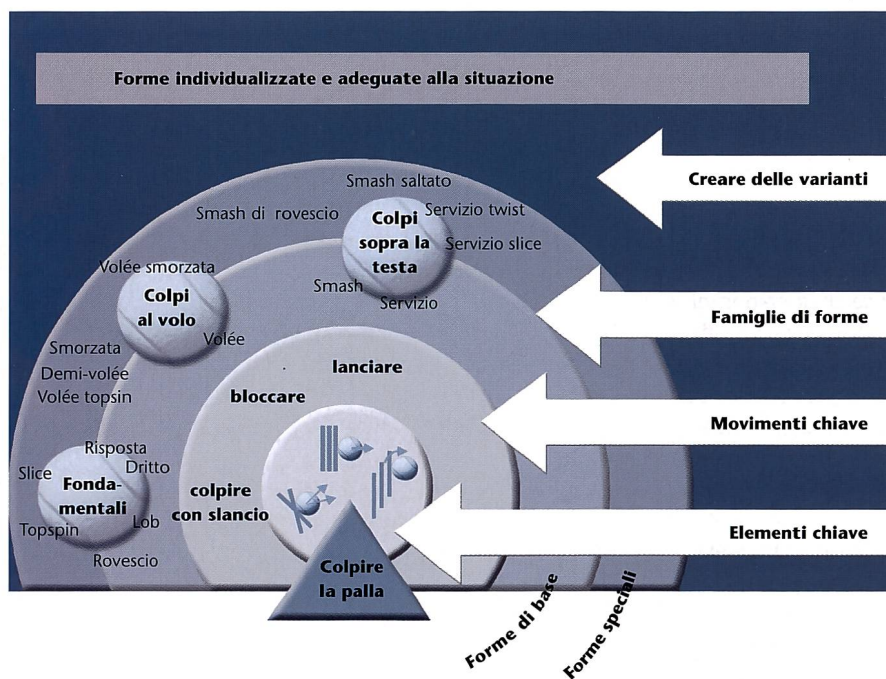 Forme individualizzate e adeguate alla situazione
Creare delle varianti
Smash saltato
Smash di rovescio
Colpi
sopra la
testa
Servizio twist
Servizio slice
Smash
Servizio
Famiglie di forme
Volée smorzata
Colpi
al volo
Volée
Smorzata
Demi-volée
Volée topsin
lanciare
bloccare
Movimenti chiave
Risposta
Dritto
Slice
Fonda-
mentali
Topspin
Lob
Rovescio
colpire
con slancio
Elementi chiave
Colpire
la palla
Forme di base
Forme speciali